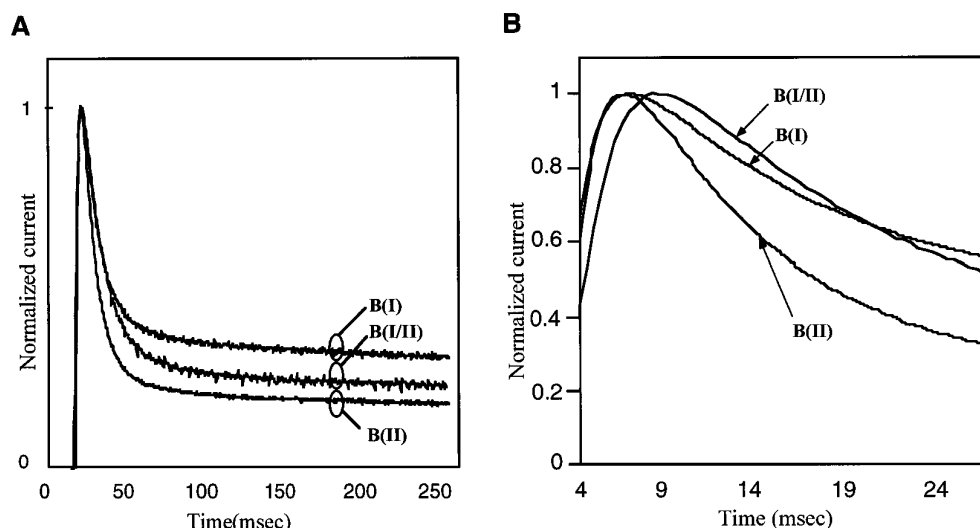 A
Normalized current
1
0
B(I)
B(I/II)
B(II)
0 50 100 150 200 250
Time(msec)
B
Normalized current
1
0.8
0.6
0.4
0.2
0
B(I/II)
B(I)
B(II)
4 9 14 19 24
Time (msec)